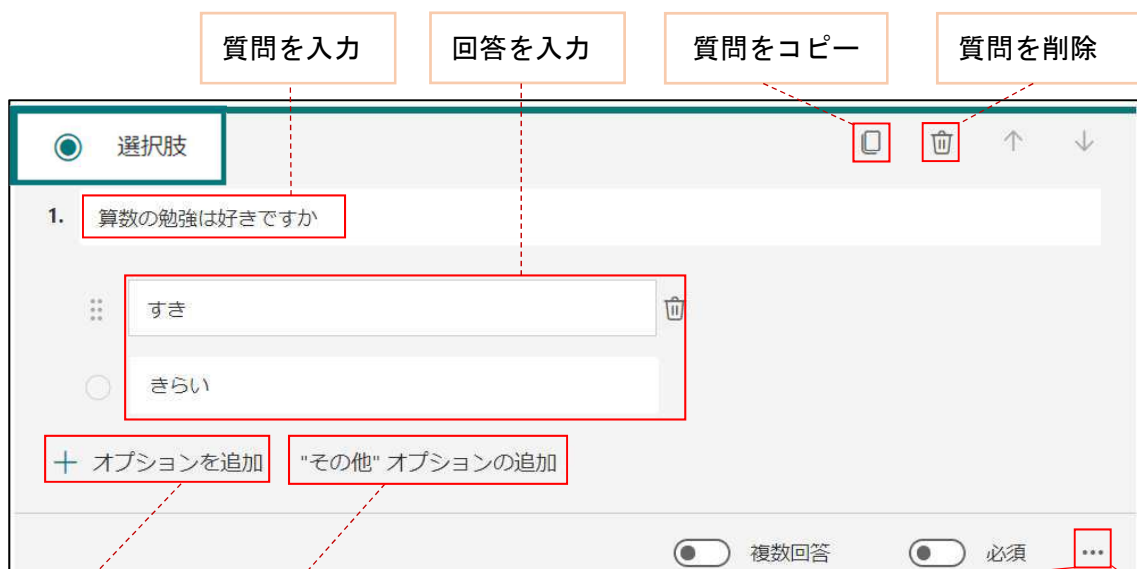 質問を入力 回答を入力 質問をコピー 質問を削除
選択肢
1. 算数の勉強は好きですか
すき
きらい
+ オプションを追加 "その他" オプションの追加
複数回答 必須 ...